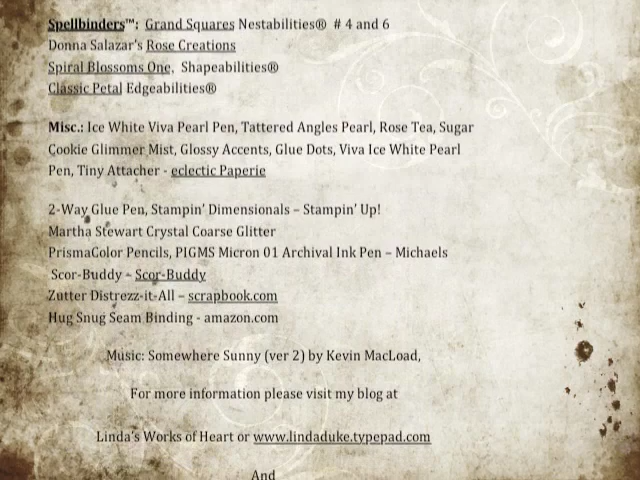 Spellbinders™: Grand Squares Nestabilities® # 4 and 6
Donna Salazar's Rose Creations
Spiral Blossoms One, Shapeabilities®
Classic Petal Edgeabilities®
Misc.: Ice White Viva Pearl Pen, Tattered Angles Pearl, Rose Tea, Sugar
Cookie Glimmer Mist, Glossy Accents, Glue Dots, Viva Ice White Pearl
Pen, Tiny Attacher - eclectic Paperie
2-Way Glue Pen, Stampin' Dimensionals – Stampin' Up!
Martha Stewart Crystal Coarse Glitter
PrismaColor Pencils, PIGMS Micron 01 Archival Ink Pen – Michaels
Scor-Buddy – Scor-Buddy
Zutter Distrezz-it-All – scrapbook.com
Hug Snug Seam Binding - amazon.com
Music: Somewhere Sunny (ver 2) by Kevin MacLoad,
For more information please visit my blog at
Linda's Works of Heart or www.lindaduke.typepad.com
And